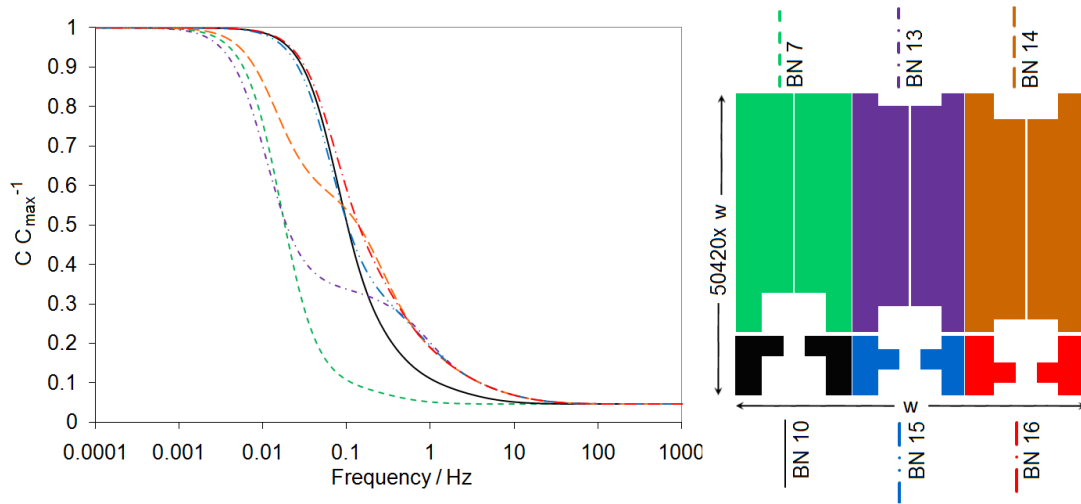 C Cmax-1
1
0.9
0.8
0.7
0.6
0.5
0.4
0.3
0.2
0.1
0
0.0001 0.001 0.01 0.1 1 10 100 1000
Frequency / Hz
BN 7
BN 13
BN 14
50420x w
w
BN 10
BN 15
BN 16